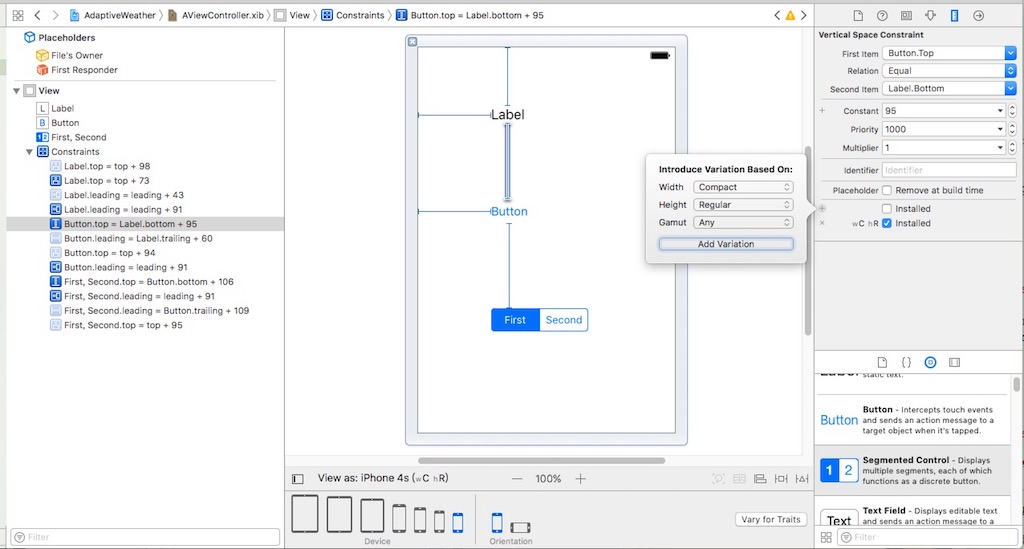 AdaptiveWeather
AViewController.xib
View
Constraints
Button.top = Label.bottom + 95
Placeholders
File's Owner
First Responder
View
L Label
B Button
First, Second
Constraints
Label.top = top + 98
Label.top = top + 73
Label.leading = leading + 43
Label.leading = leading + 91
Button.top = Label.bottom + 95
Button.leading = Label.trailing + 60
Button.top = top + 94
Button.leading = leading + 91
First, Second.top = Button.bottom + 106
First, Second.leading = leading + 91
First, Second.leading = Button.trailing + 109
First, Second.top = top + 95
Filter
Label
Button
First Second
Introduce Variation Based On:
Width Compact
Height Regular
Gamut Any
Add Variation
View as: iPhone 4s (wC hR)
100%
Device
Orientation
Vary for Traits
Vertical Space Constraint
First Item Button.Top
Relation Equal
Second Item Label.Bottom
Constant 95
Priority 1000
Multiplier 1
Identifier Identifier
Placeholder Remove at build time
Installed
wC hR Installed
static text.
Button
Button - Intercepts touch events
and sends an action message to a
target object when it's tapped.
1 2
Segmented Control - Displays
multiple segments, each of which
functions as a discrete button.
Text
Text Field - Displays editable text
and sends an action message to a
Filter